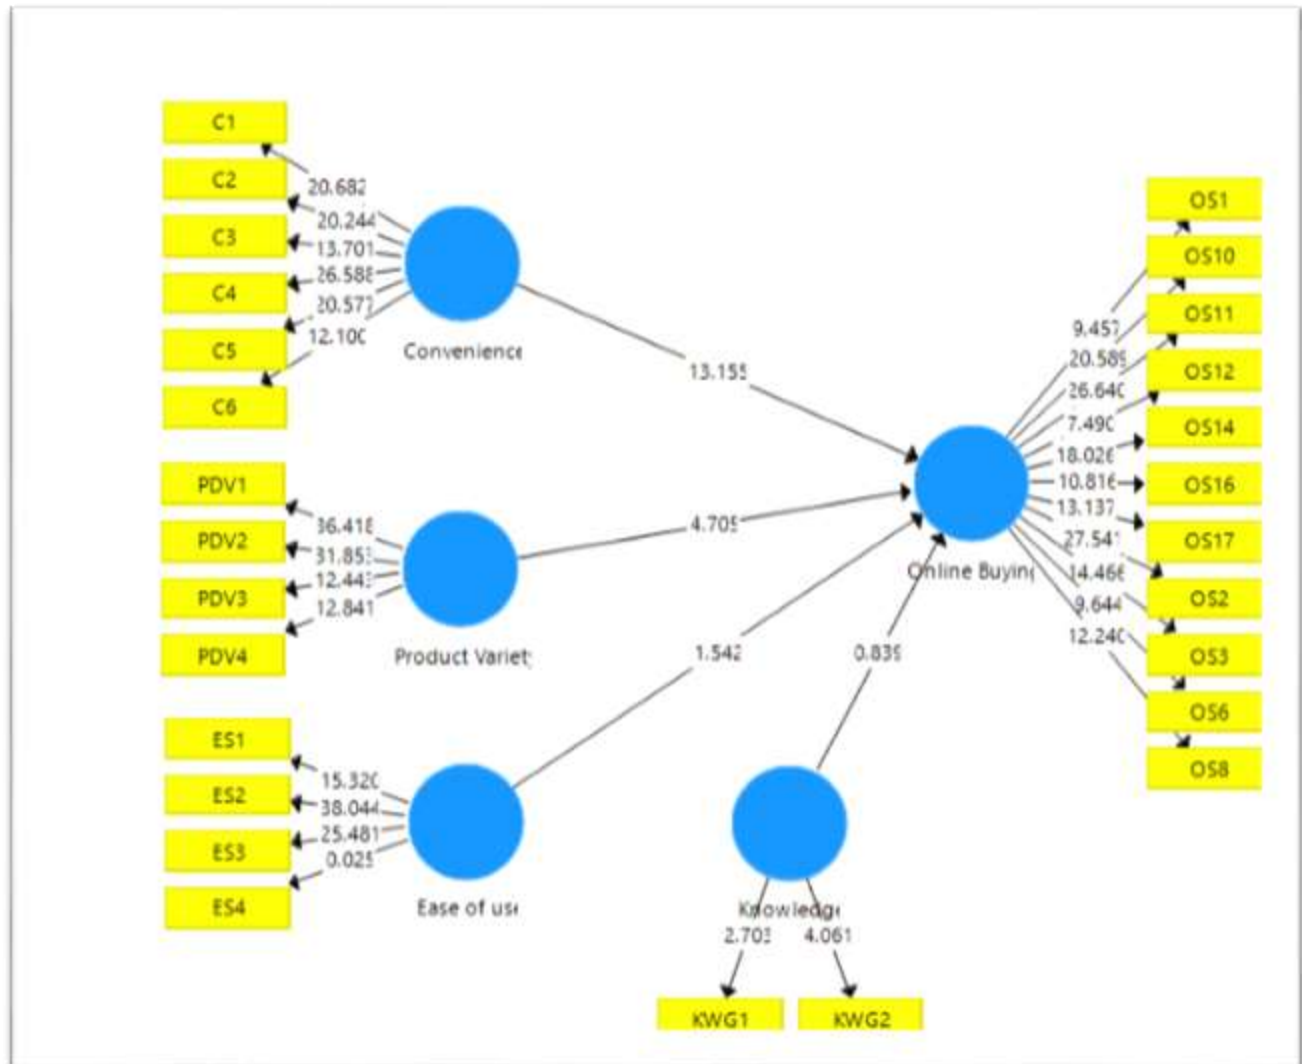 C1
C2
C3
C4
C5
C6
20.682
20.244
13.701
26.588
20.577
12.100
Convenience
PDV1
PDV2
PDV3
PDV4
36.418
31.853
12.443
12.841
Product Variet
ES1
ES2
ES3
ES4
15.320
38.044
25.481
0.025
Ease of use
13.155
4.709
1.542
0.839
Knowledge
2.703
4.061
KWG1
KWG2
Online Buying
9.457
20.589
26.640
7.490
18.026
10.816
13.137
27.541
14.466
9.644
12.240
OS1
OS10
OS11
OS12
OS14
OS16
OS17
OS2
OS3
OS6
OS8